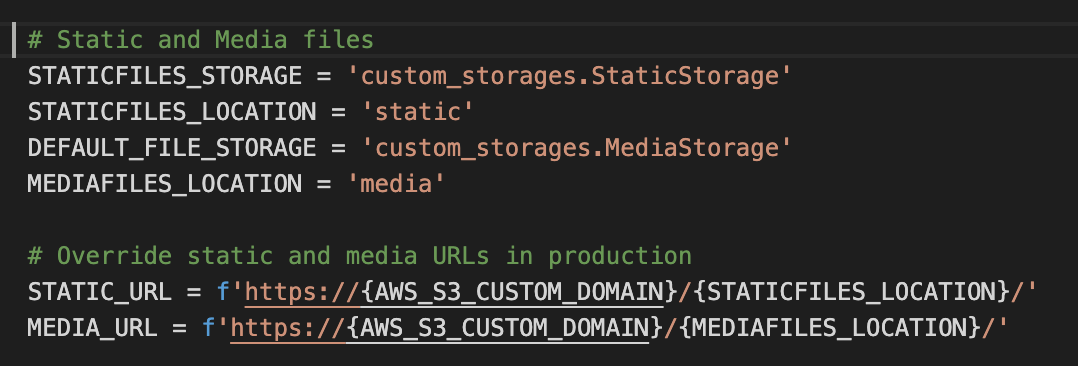 # Static and Media files
STATICFILES_STORAGE = 'custom_storages.StaticStorage'
STATICFILES_LOCATION = 'static'
DEFAULT_FILE_STORAGE = 'custom_storages.MediaStorage'
MEDIAFILES_LOCATION = 'media'
# Override static and media URLs in production
STATIC_URL = f'https://{AWS_S3_CUSTOM_DOMAIN}/{STATICFILES_LOCATION}/'
MEDIA_URL = f'https://{AWS_S3_CUSTOM_DOMAIN}/{MEDIAFILES_LOCATION}/'